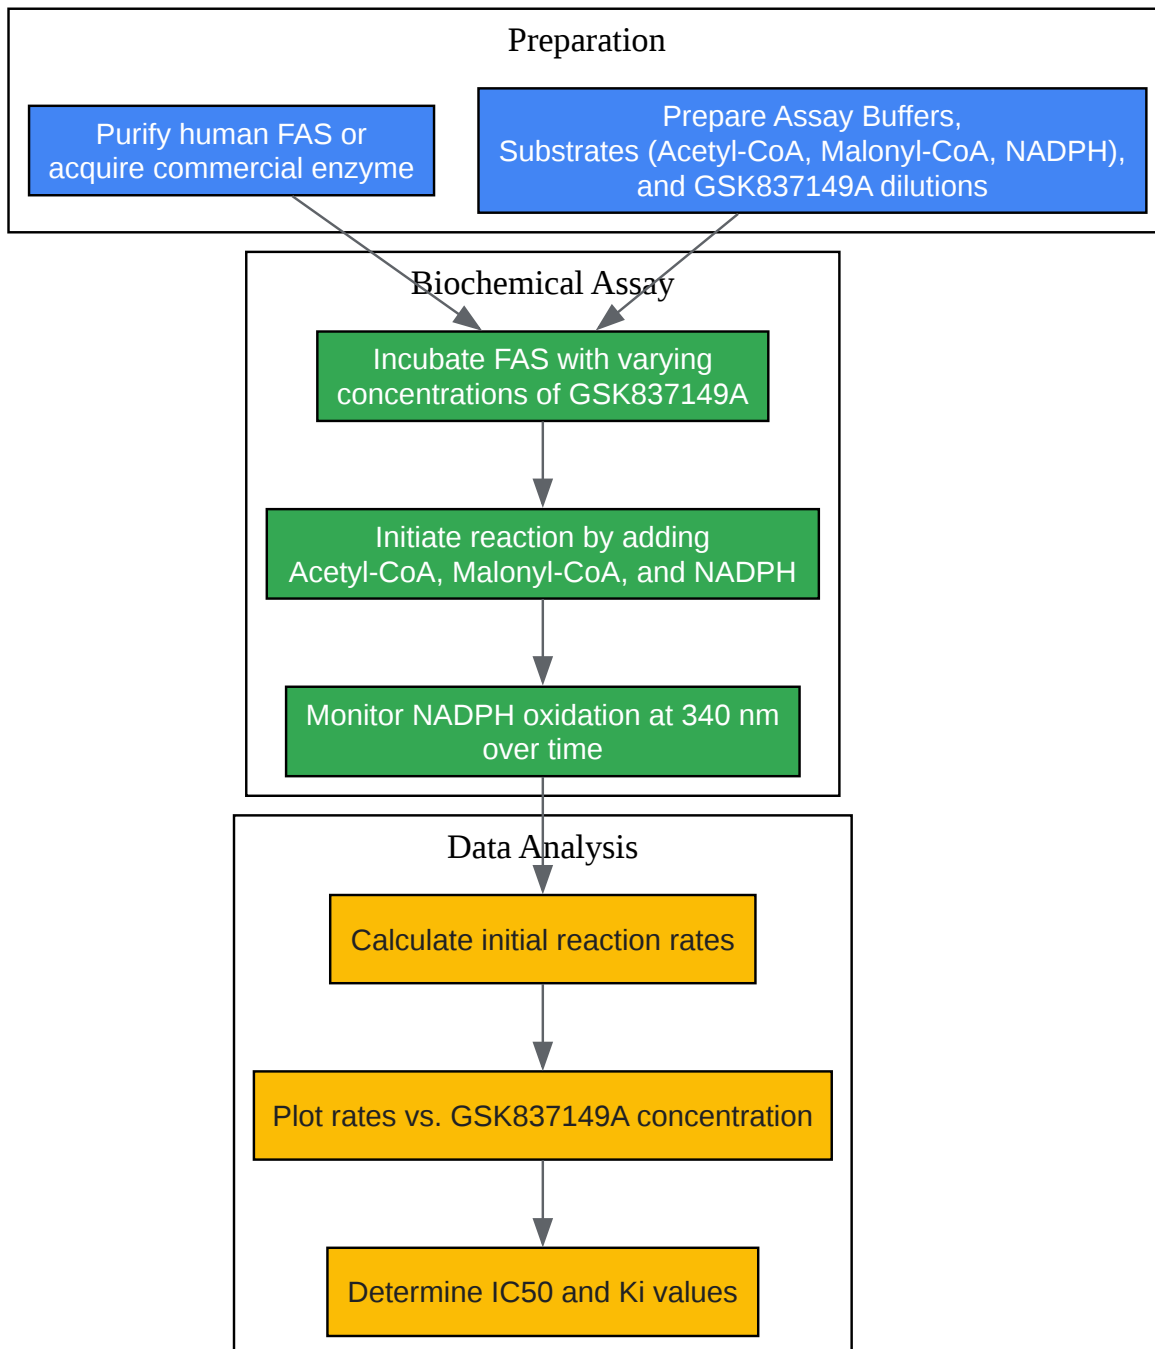 Preparation
Purify human FAS or
acquire commercial enzyme
Prepare Assay Buffers,
Substrates (Acetyl-CoA, Malonyl-CoA, NADPH),
and GSK837149A dilutions
Biochemical Assay
Incubate FAS with varying
concentrations of GSK837149A
Initiate reaction by adding
Acetyl-CoA, Malonyl-CoA, and NADPH
Monitor NADPH oxidation at 340 nm
over time
Data Analysis
Calculate initial reaction rates
Plot rates vs. GSK837149A concentration
Determine IC50 and Ki values